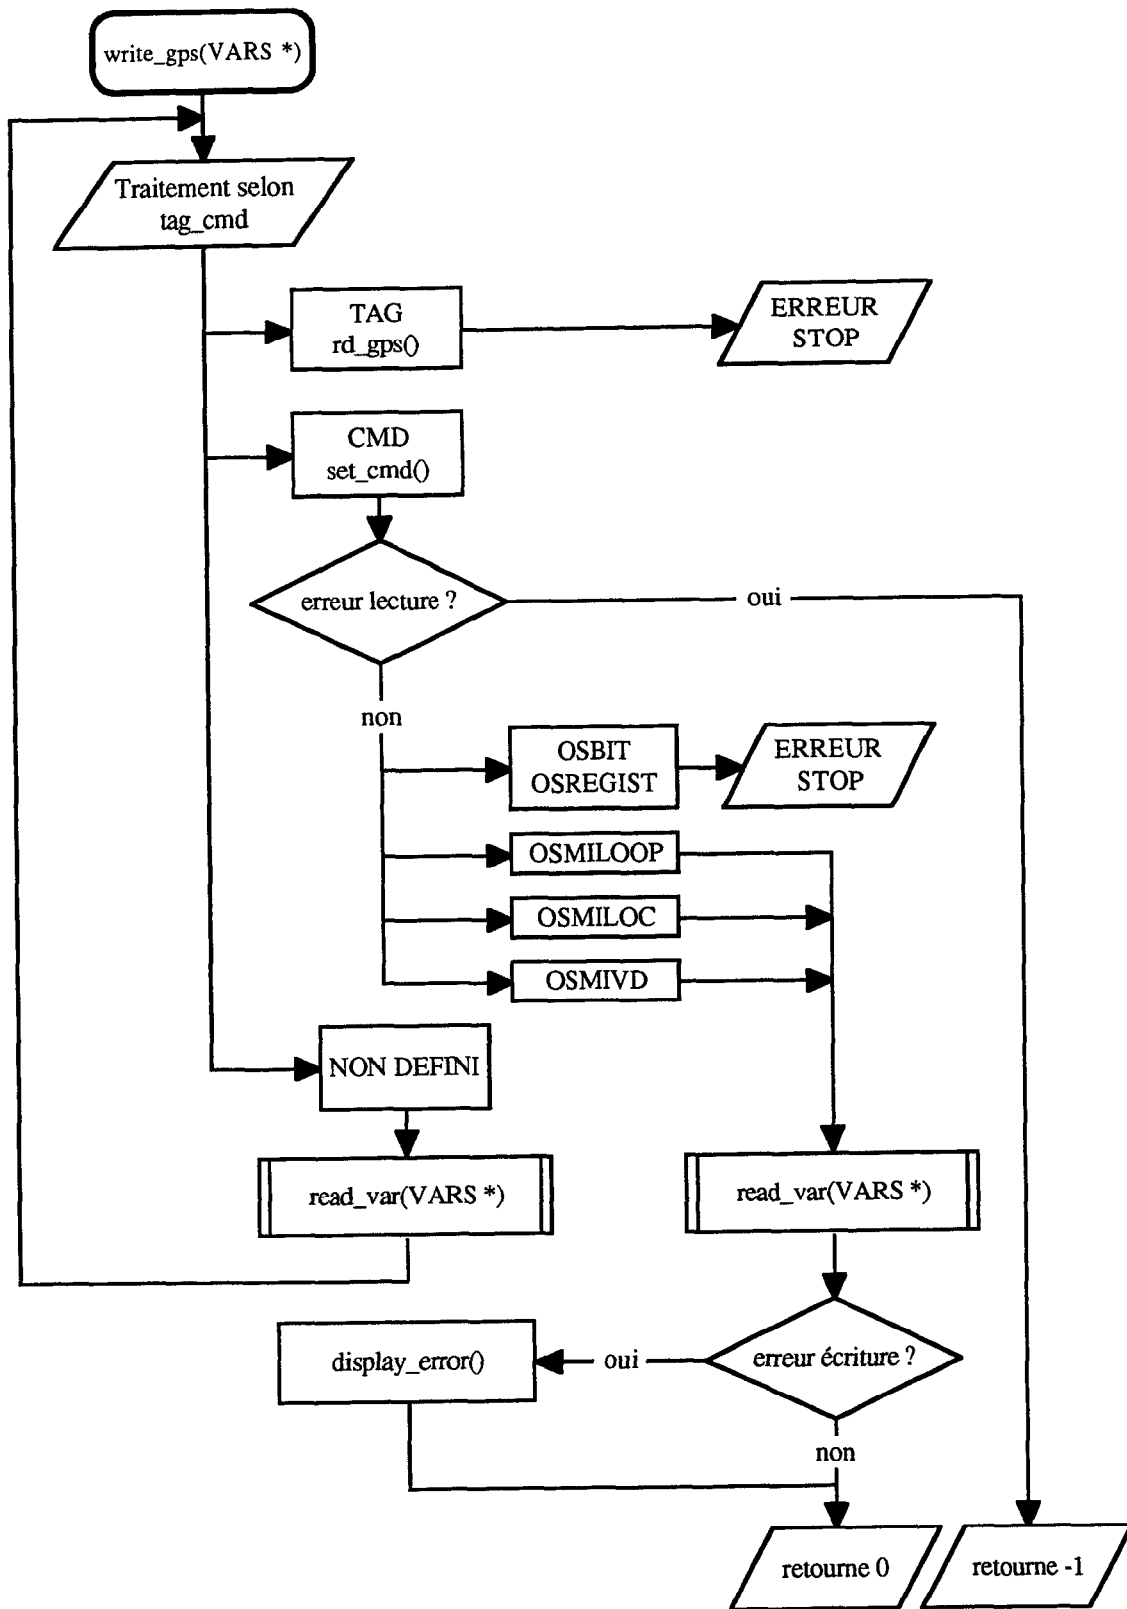 write_gps(VARS *)
Traitement selon
tag_cmd
TAG
rd_gps()
ERREUR
STOP
CMD
set_cmd()
erreur lecture ?
oui
non
OSBIT
OSREGIST
ERREUR
STOP
OSMILOOP
OSMILOC
OSMIVD
NON DEFINI
read_var(VARS *)
read_var(VARS *)
display_error()
oui
erreur écriture ?
non
retourne 0
retourne -1